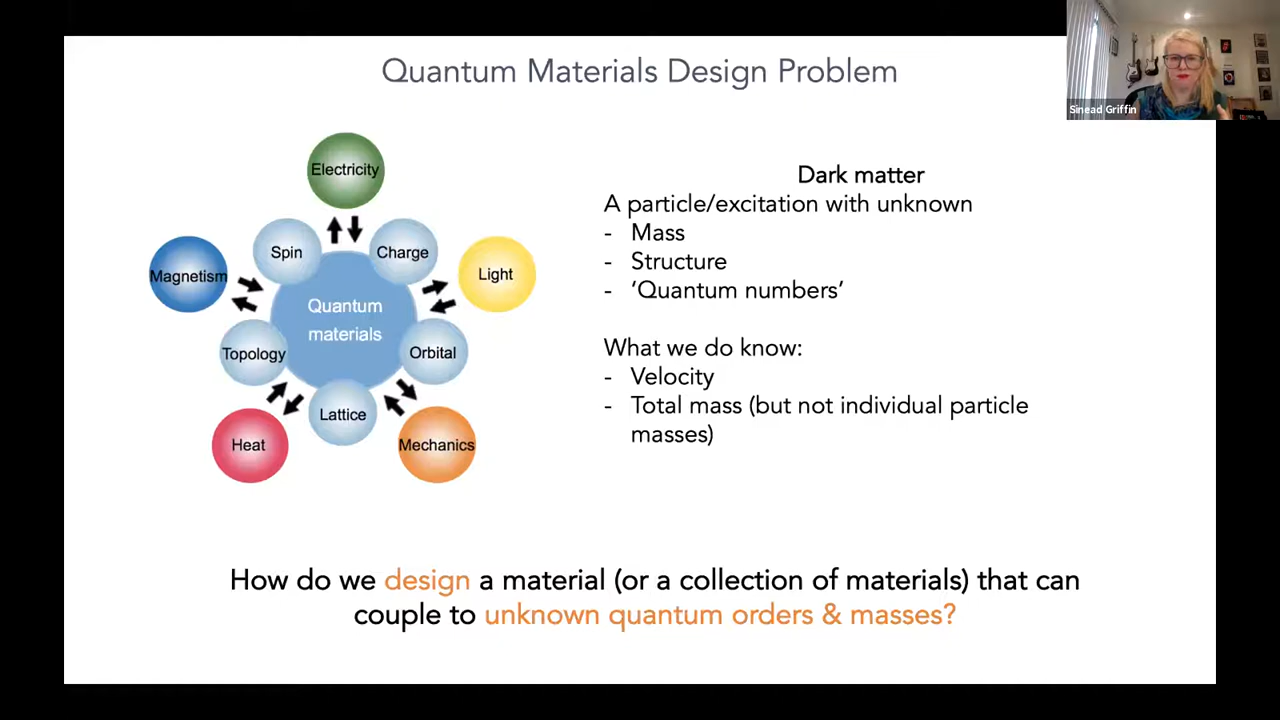 Quantum Materials Design Problem
Sinead Griffin
Electricity
Spin
Charge
Magnetism
Light
Quantum
materials
Topology
Orbital
Lattice
Heat
Mechanics
Dark matter
A particle/excitation with unknown
- Mass
- Structure
- ‘Quantum numbers’
What we do know:
- Velocity
- Total mass (but not individual particle
masses)
How do we design a material (or a collection of materials) that can
couple to unknown quantum orders & masses?